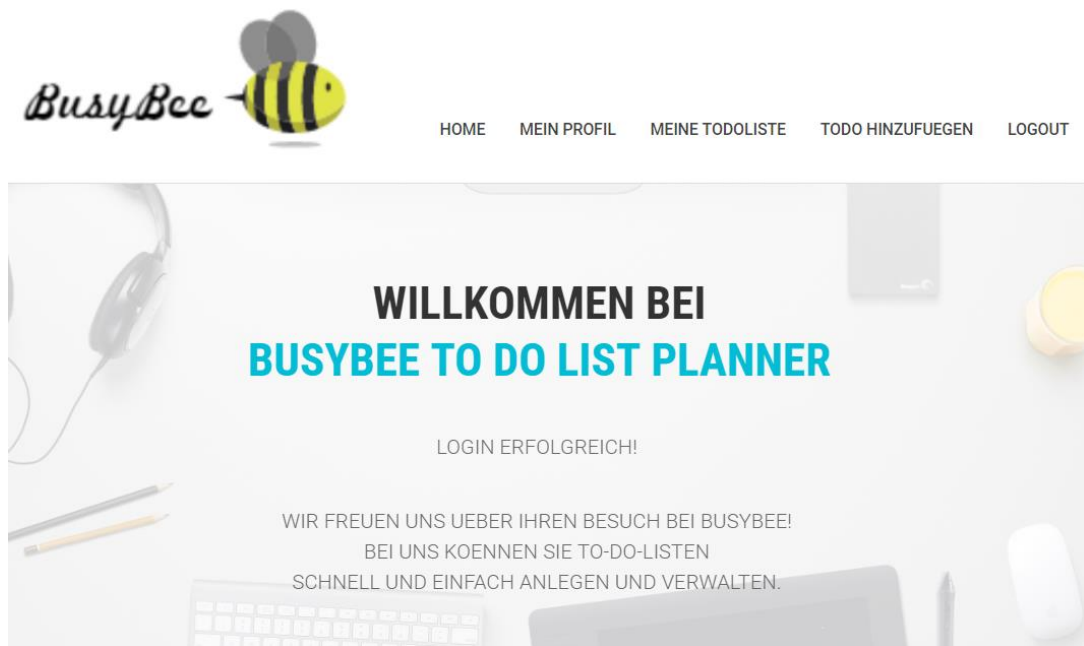 BusyBee
HOME MEIN PROFIL MEINE TODOLISTE TODO HINZUFUEGEN LOGOUT
WILLKOMMEN BEI
BUSYBEE TO DO LIST PLANNER
LOGIN ERFOLGREICH!
WIR FREUEN UNS UEBER IHREN BESUCH BEI BUSYBEE!
BEI UNS KOENNEN SIE TO-DO-LISTEN
SCHNELL UND EINFACH ANLEGEN UND VERWALTEN.